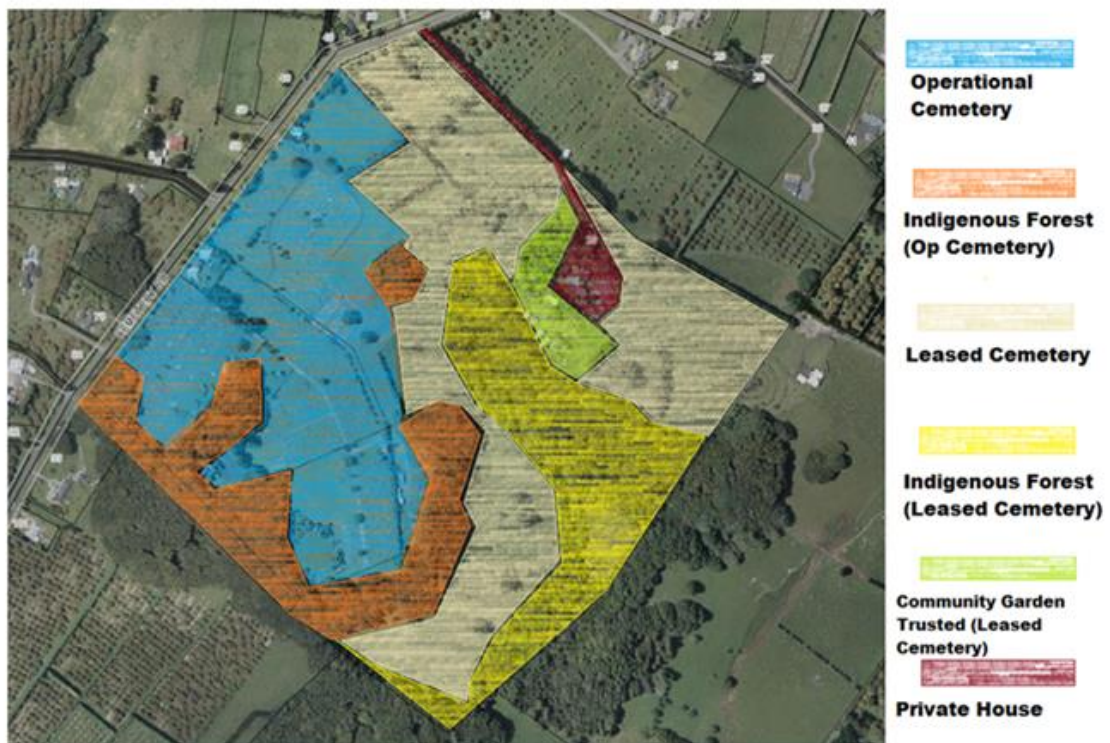 Operational
Cemetery
Indigenous Forest
(Op Cemetery)
Leased Cemetery
Indigenous Forest
(Leased Cemetery)
Community Garden
Trusted (Leased
Cemetery)
Private House